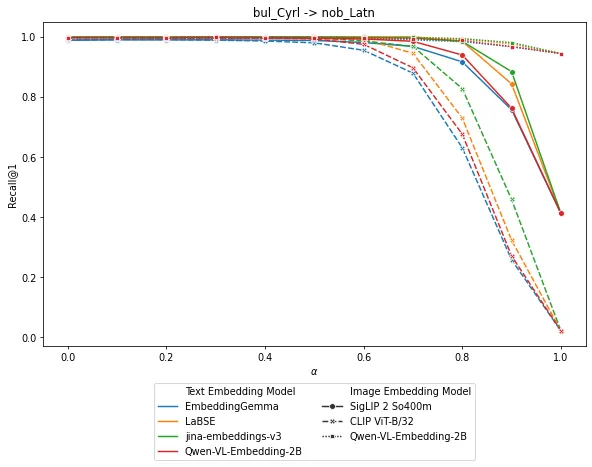 bul_Cyrl -> nob_Latn
1.0
0.8
0.6
0.4
0.2
0.0
Recall@1
0.0 0.2 0.4 0.6 0.8 1.0
α
Text Embedding Model Image Embedding Model
EmbeddingGemma SigLIP 2 So400m
LaBSE CLIP ViT-B/32
jina-embeddings-v3 Qwen-VL-Embedding-2B
Qwen-VL-Embedding-2B